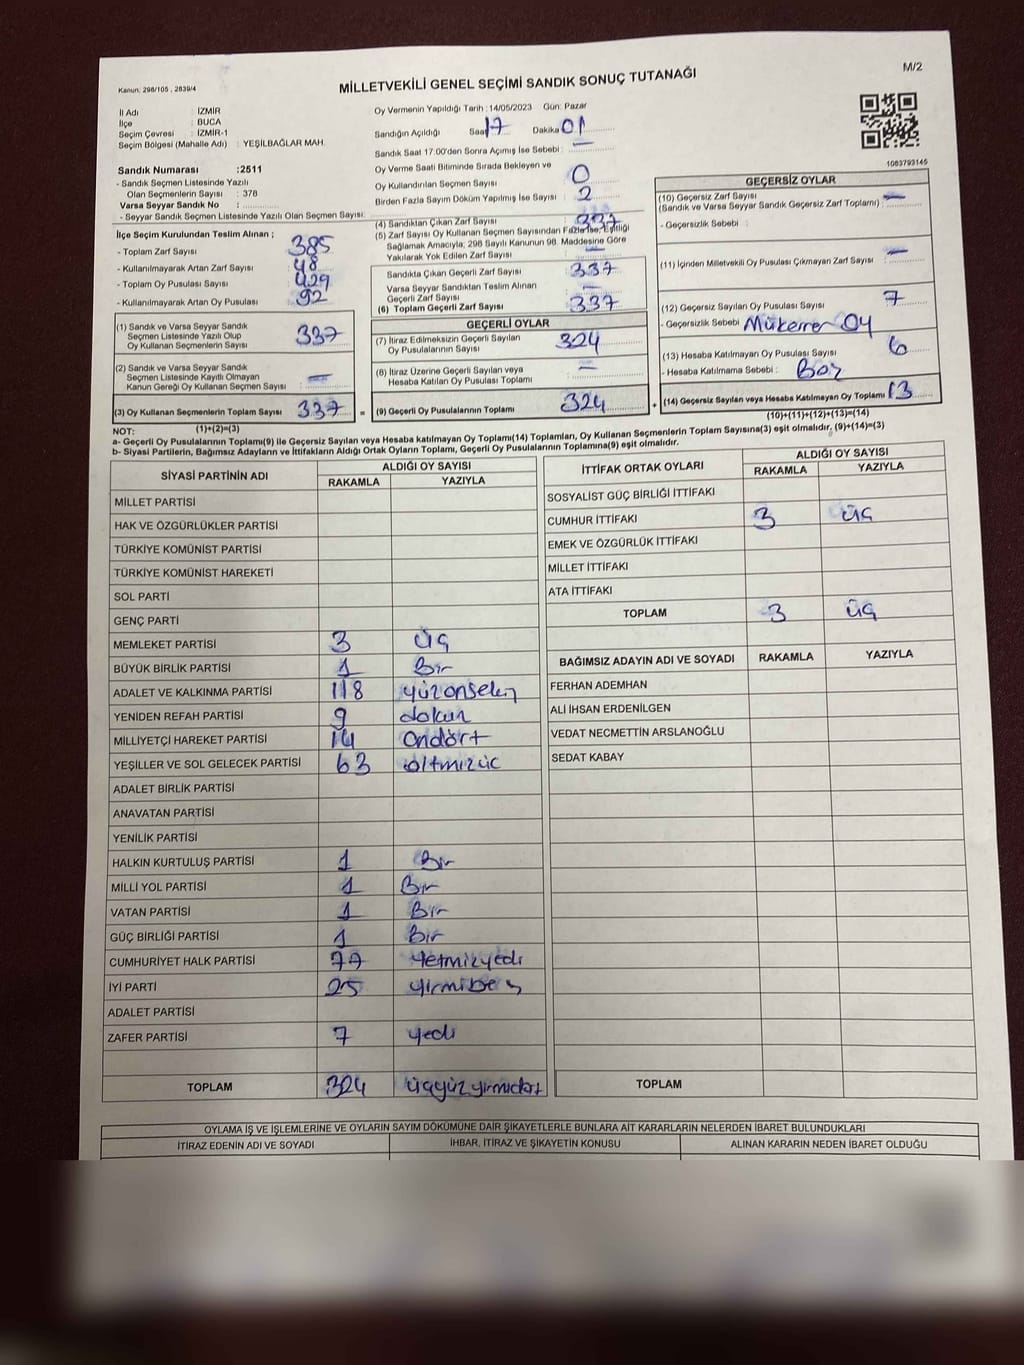 Kanun: 298/105 , 2839/4
MİLLETVEKİLİ GENEL SEÇİMİ SANDIK SONUÇ TUTANAĞI
M/2
İl Adı : İZMİR
İlçe : BUCA
Seçim Çevresi : İZMİR-1
Seçim Bölgesi (Mahalle Adı) : YEŞİLBAĞLAR MAH.
Oy Vermenin Yapıldığı Tarih :14/05/2023 Gün: Pazar
Sandığın Açıldığı Saat 17 Dakika 01
Sandık Saat 17.00'den Sonra Açımış İse Sebebi : —
Oy Verme Saati Bitiminde Sırada Bekleyen ve
Oy Kullandırılan Seçmen Sayısı 0
Birden Fazla Sayım Döküm Yapılmış İse Sayısı 2
1083793145
Sandık Numarası :2511
- Sandık Seçmen Listesinde Yazılı
Olan Seçmenlerin Sayısı : 378
Varsa Seyyar Sandık No :
- Seyyar Sandık Seçmen Listesinde Yazılı Olan Seçmen Sayısı:
İlçe Seçim Kurulundan Teslim Alınan ;
- Toplam Zarf Sayısı 385
- Kullanılmayarak Artan Zarf Sayısı 48
- Toplam Oy Pusulası Sayısı 429
- Kullanılmayarak Artan Oy Pusulası 92
(1) Sandık ve Varsa Seyyar Sandık
Seçmen Listesinde Yazılı Olup
Oy Kullanan Seçmenlerin Sayısı 337
(2) Sandık ve Varsa Seyyar Sandık
Seçmen Listesinde Kayıtlı Olmayan
Kanun Gereği Oy Kullanan Seçmen Sayısı : —
(3) Oy Kullanan Seçmenlerin Toplam Sayısı 337 =
(1)+(2)=(3)
(4) Sandıktan Çıkan Zarf Sayısı 337
(5) Zarf Sayısı Oy Kullanan Seçmen Sayısından Fazla İse, Eşitliği
Sağlamak Amacıyla, 298 Sayılı Kanunun 98. Maddesine Göre
Yakılarak Yok Edilen Zarf Sayısı —
Sandıkta Çıkan Geçerli Zarf Sayısı 337
Varsa Seyyar Sandıktan Teslim Alınan
Geçerli Zarf Sayısı —
(6) Toplam Geçerli Zarf Sayısı 337
GEÇERLİ OYLAR
(7) İtiraz Edilmeksizin Geçerli Sayılan
Oy Pusulalarının Sayısı 324
(8) İtiraz Üzerine Geçerli Sayılan veya
Hesaba Katılan Oy Pusulası Toplamı —
(9) Geçerli Oy Pusulalarının Toplamı 324 +
GEÇERSİZ OYLAR
(10) Geçersiz Zarf Sayısı
(Sandık ve Varsa Seyyar Sandık Geçersiz Zarf Toplamı) : —
- Geçersizlik Sebebi :
(11) İçinden Milletvekili Oy Pusulası Çıkmayan Zarf Sayısı —
(12) Geçersiz Sayılan Oy Pusulası Sayısı 7
- Geçersizlik Sebebi Mükerrer Oy
(13) Hesaba Katılmayan Oy Pusulası Sayısı 6
- Hesaba Katılmama Sebebi : Boş
(14) Geçersiz Sayılan veya Hesaba Katılmayan Oy Toplamı 13
(10)+(11)+(12)+(13)=(14)
NOT:
a- Geçerli Oy Pusulalarının Toplamı(9) ile Geçersiz Sayılan veya Hesaba katılmayan Oy Toplamı(14) Toplamları, Oy Kullanan Seçmenlerin Toplam Sayısına(3) eşit olmalıdır. (9)+(14)=(3)
b- Siyasi Partilerin, Bağımsız Adayların ve İttifakların Aldığı Ortak Oyların Toplamı, Geçerli Oy Pusulalarının Toplamına(9) eşit olmalıdır.
SİYASİ PARTİNİN ADI ALDIĞI OY SAYISI
RAKAMLA YAZIYLA
MİLLET PARTİSİ
HAK VE ÖZGÜRLÜKLER PARTİSİ
TÜRKİYE KOMÜNİST PARTİSİ
TÜRKİYE KOMÜNİST HAREKETİ
SOL PARTİ
GENÇ PARTİ
MEMLEKET PARTİSİ 3 üç
BÜYÜK BİRLİK PARTİSİ 1 Bir
ADALET VE KALKINMA PARTİSİ 118 yüzonsekiz
YENİDEN REFAH PARTİSİ 9 dokuz
MİLLİYETÇİ HAREKET PARTİSİ 14 ondört
YEŞİLLER VE SOL GELECEK PARTİSİ 63 altmızüç
ADALET BİRLİK PARTİSİ
ANAVATAN PARTİSİ
YENİLİK PARTİSİ
HALKIN KURTULUŞ PARTİSİ 1 Bir
MİLLİ YOL PARTİSİ 1 Bir
VATAN PARTİSİ 1 Bir
GÜÇ BİRLİĞİ PARTİSİ 1 Bir
CUMHURİYET HALK PARTİSİ 77 Yetmizyedi
İYİ PARTİ 25 yirmibeş
ADALET PARTİSİ
ZAFER PARTİSİ 7 yedi
TOPLAM 324 üçyüzyirmidört
İTTİFAK ORTAK OYLARI ALDIĞI OY SAYISI
RAKAMLA YAZIYLA
SOSYALİST GÜÇ BİRLİĞİ İTTİFAKI
CUMHUR İTTİFAKI 3 üç
EMEK VE ÖZGÜRLÜK İTTİFAKI
MİLLET İTTİFAKI
ATA İTTİFAKI
TOPLAM 3 üç
BAĞIMSIZ ADAYIN ADI VE SOYADI RAKAMLA YAZIYLA
FERHAN ADEMHAN
ALİ İHSAN ERDENİLGEN
VEDAT NECMETTİN ARSLANOĞLU
SEDAT KABAY
TOPLAM
OYLAMA İŞ VE İŞLEMLERİNE VE OYLARIN SAYIM DÖKÜMÜNE DAİR ŞİKAYETLERLE BUNLARA AİT KARARLARIN NELERDEN İBARET BULUNDUKLARI
İTİRAZ EDENİN ADI VE SOYADI İHBAR, İTİRAZ VE ŞİKAYETİN KONUSU ALINAN KARARIN NEDEN İBARET OLDUĞU